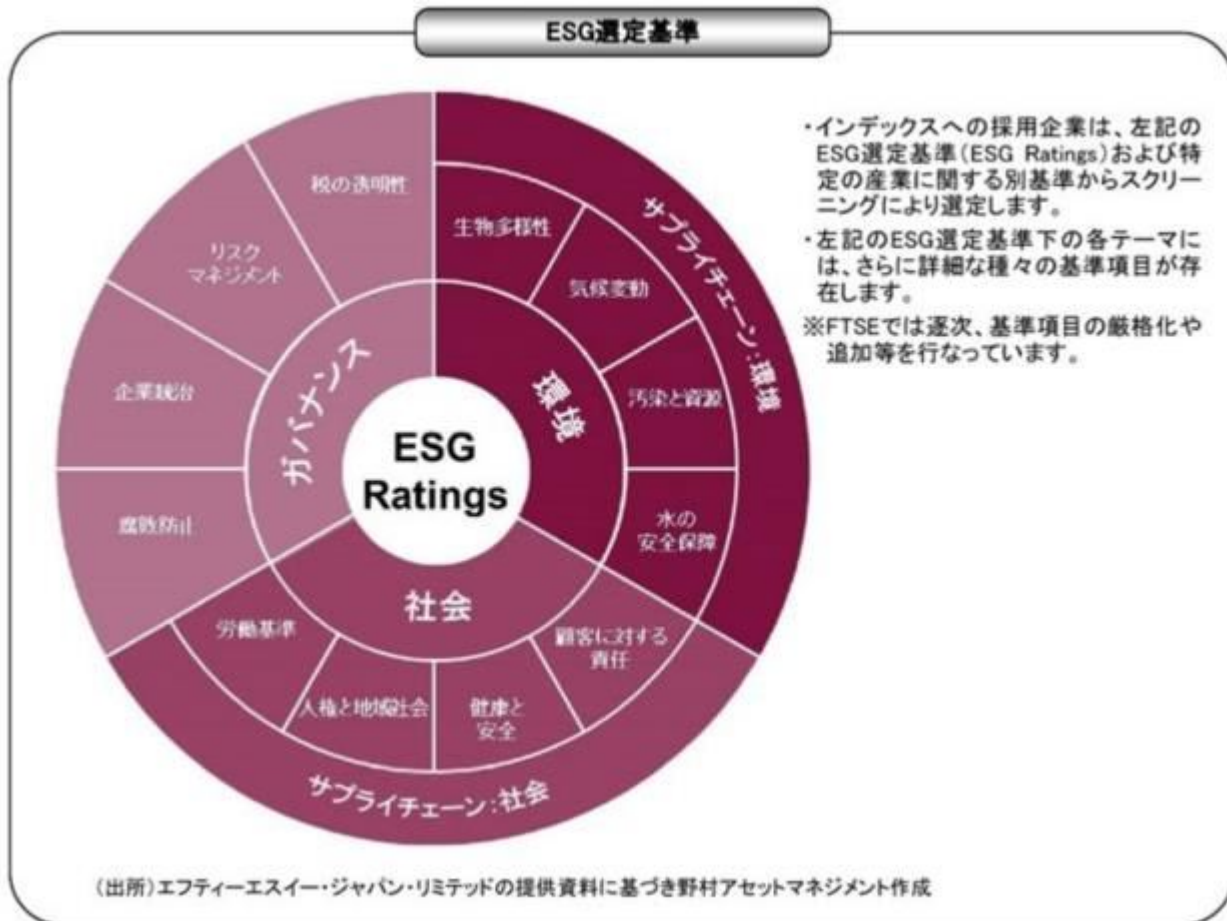 ESG選定基準
税の透明性
リスク
マネジメント
企業統治
腐敗防止
ガバナンス
生物多様性
気候変動
汚染と資源
水の
安全保障
環境
サプライチェーン:環境
ESG
Ratings
社会
労働基準
人権と地域社会
健康と
安全
顧客に対する
責任
サプライチェーン:社会
・インデックスへの採用企業は、左記の
ESG選定基準(ESG Ratings)および特
定の産業に関する別基準からスクリー
ニングにより選定します。
・左記のESG選定基準下の各テーマに
は、さらに詳細な種々の基準項目が存
在します。
※FTSEでは逐次、基準項目の厳格化や
追加等を行なっています。
(出所)エフティーエスイー・ジャパン・リミテッドの提供資料に基づき野村アセットマネジメント作成